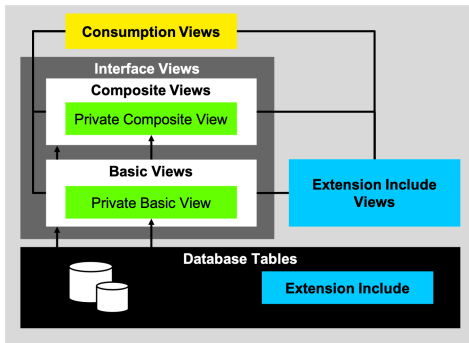 Consumption Views
Interface Views
Composite Views
Private Composite View
Basic Views
Private Basic View
Extension Include
Views
Database Tables
Extension Include